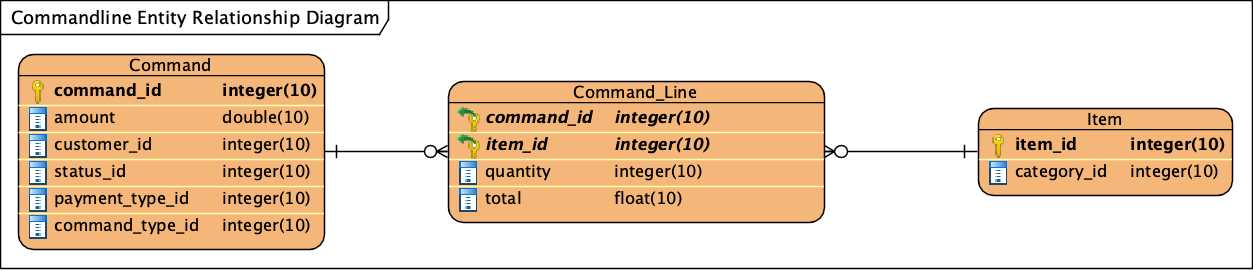 Commandline Entity Relationship Diagram
Command
command_id integer(10)
amount double(10)
customer_id integer(10)
status_id integer(10)
payment_type_id integer(10)
command_type_id integer(10)
Command_Line
command_id integer(10)
item_id integer(10)
quantity integer(10)
total float(10)
Item
item_id integer(10)
category_id integer(10)